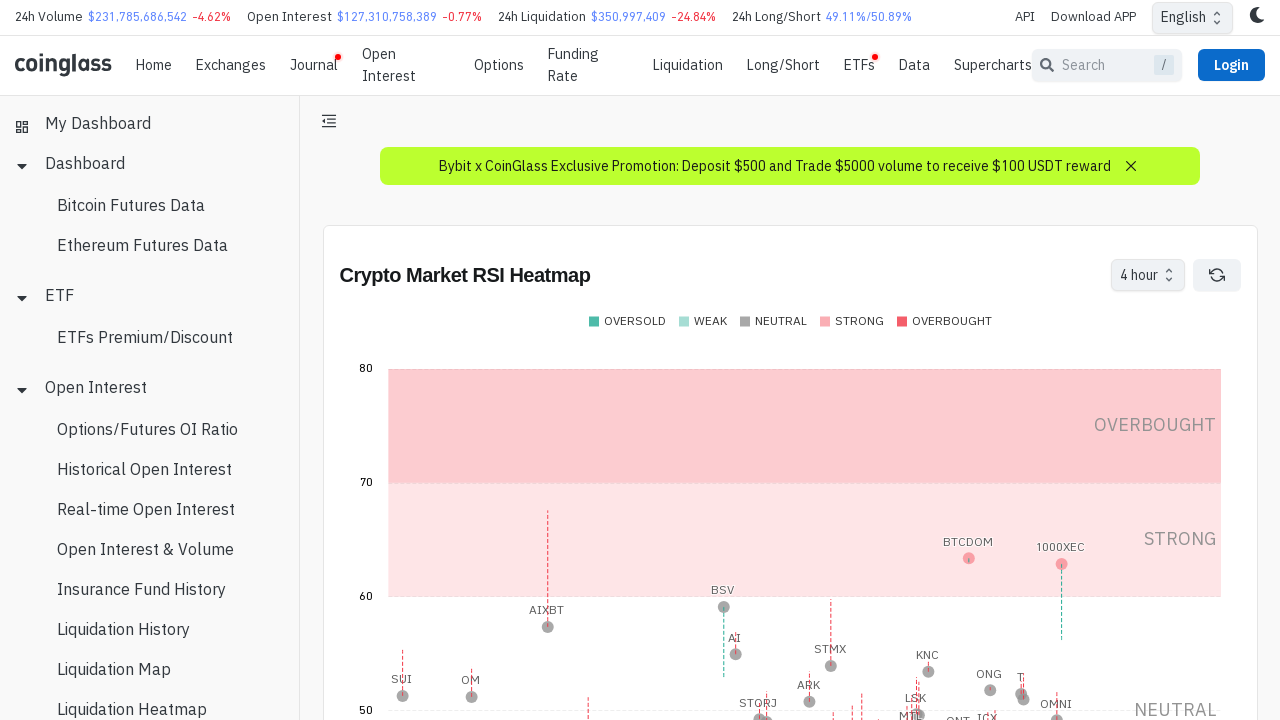 24h Volume $231,785,686,542 -4.62% Open Interest $127,310,758,389 -0.77% 24h Liquidation $350,997,409 -24.84% 24h Long/Short 49.11%/50.89% API Download APP English
coinglass Home Exchanges Journal Open Interest Options Funding Rate Liquidation Long/Short ETFs Data Supercharts Search / Login
My Dashboard
Dashboard
Bitcoin Futures Data
Ethereum Futures Data
ETF
ETFs Premium/Discount
Open Interest
Options/Futures OI Ratio
Historical Open Interest
Real-time Open Interest
Open Interest & Volume
Insurance Fund History
Liquidation History
Liquidation Map
Liquidation Heatmap
Bybit x CoinGlass Exclusive Promotion: Deposit $500 and Trade $5000 volume to receive $100 USDT reward
Crypto Market RSI Heatmap 4 hour
OVERSOLD WEAK NEUTRAL STRONG OVERBOUGHT
80
OVERBOUGHT
70
STRONG
BTCDOM 1000XEC
60
BSV
AIXBT
AI
STMX KNC
SUI OM ARK ONG T
STORJ LSK OMNI
50 MTL ONT ICX NEUTRAL